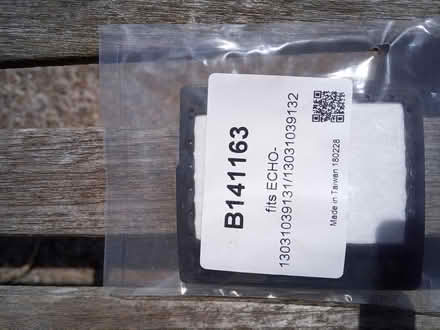 B141163
fits ECHO-
13031039131/13031039132
Made in Taiwan 180228